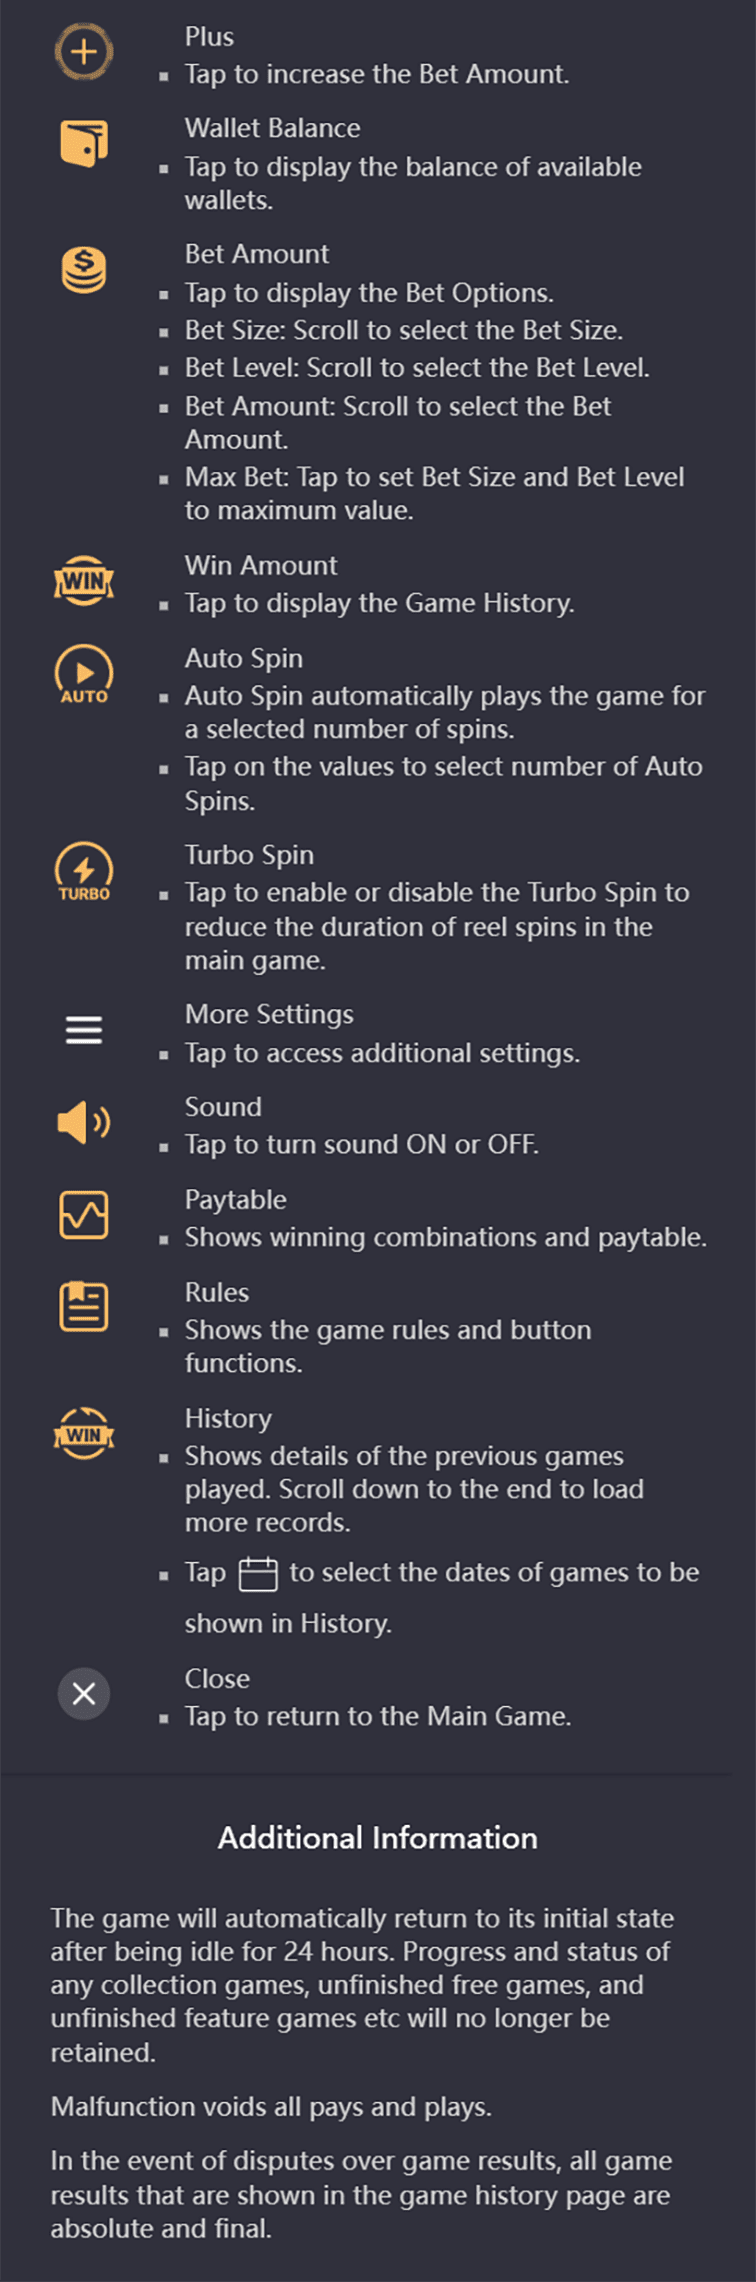 Plus
▪ Tap to increase the Bet Amount.
Wallet Balance
▪ Tap to display the balance of available
wallets.
$
Bet Amount
▪ Tap to display the Bet Options.
▪ Bet Size: Scroll to select the Bet Size.
▪ Bet Level: Scroll to select the Bet Level.
▪ Bet Amount: Scroll to select the Bet
Amount.
▪ Max Bet: Tap to set Bet Size and Bet Level
to maximum value.
WIN
Win Amount
▪ Tap to display the Game History.
AUTO
Auto Spin
▪ Auto Spin automatically plays the game for
a selected number of spins.
▪ Tap on the values to select number of Auto
Spins.
TURBO
Turbo Spin
▪ Tap to enable or disable the Turbo Spin to
reduce the duration of reel spins in the
main game.
More Settings
▪ Tap to access additional settings.
Sound
▪ Tap to turn sound ON or OFF.
Paytable
▪ Shows winning combinations and paytable.
Rules
▪ Shows the game rules and button
functions.
WIN
History
▪ Shows details of the previous games
played. Scroll down to the end to load
more records.
▪ Tap to select the dates of games to be
shown in History.
Close
▪ Tap to return to the Main Game.
Additional Information
The game will automatically return to its initial state
after being idle for 24 hours. Progress and status of
any collection games, unfinished free games, and
unfinished feature games etc will no longer be
retained.
Malfunction voids all pays and plays.
In the event of disputes over game results, all game
results that are shown in the game history page are
absolute and final.